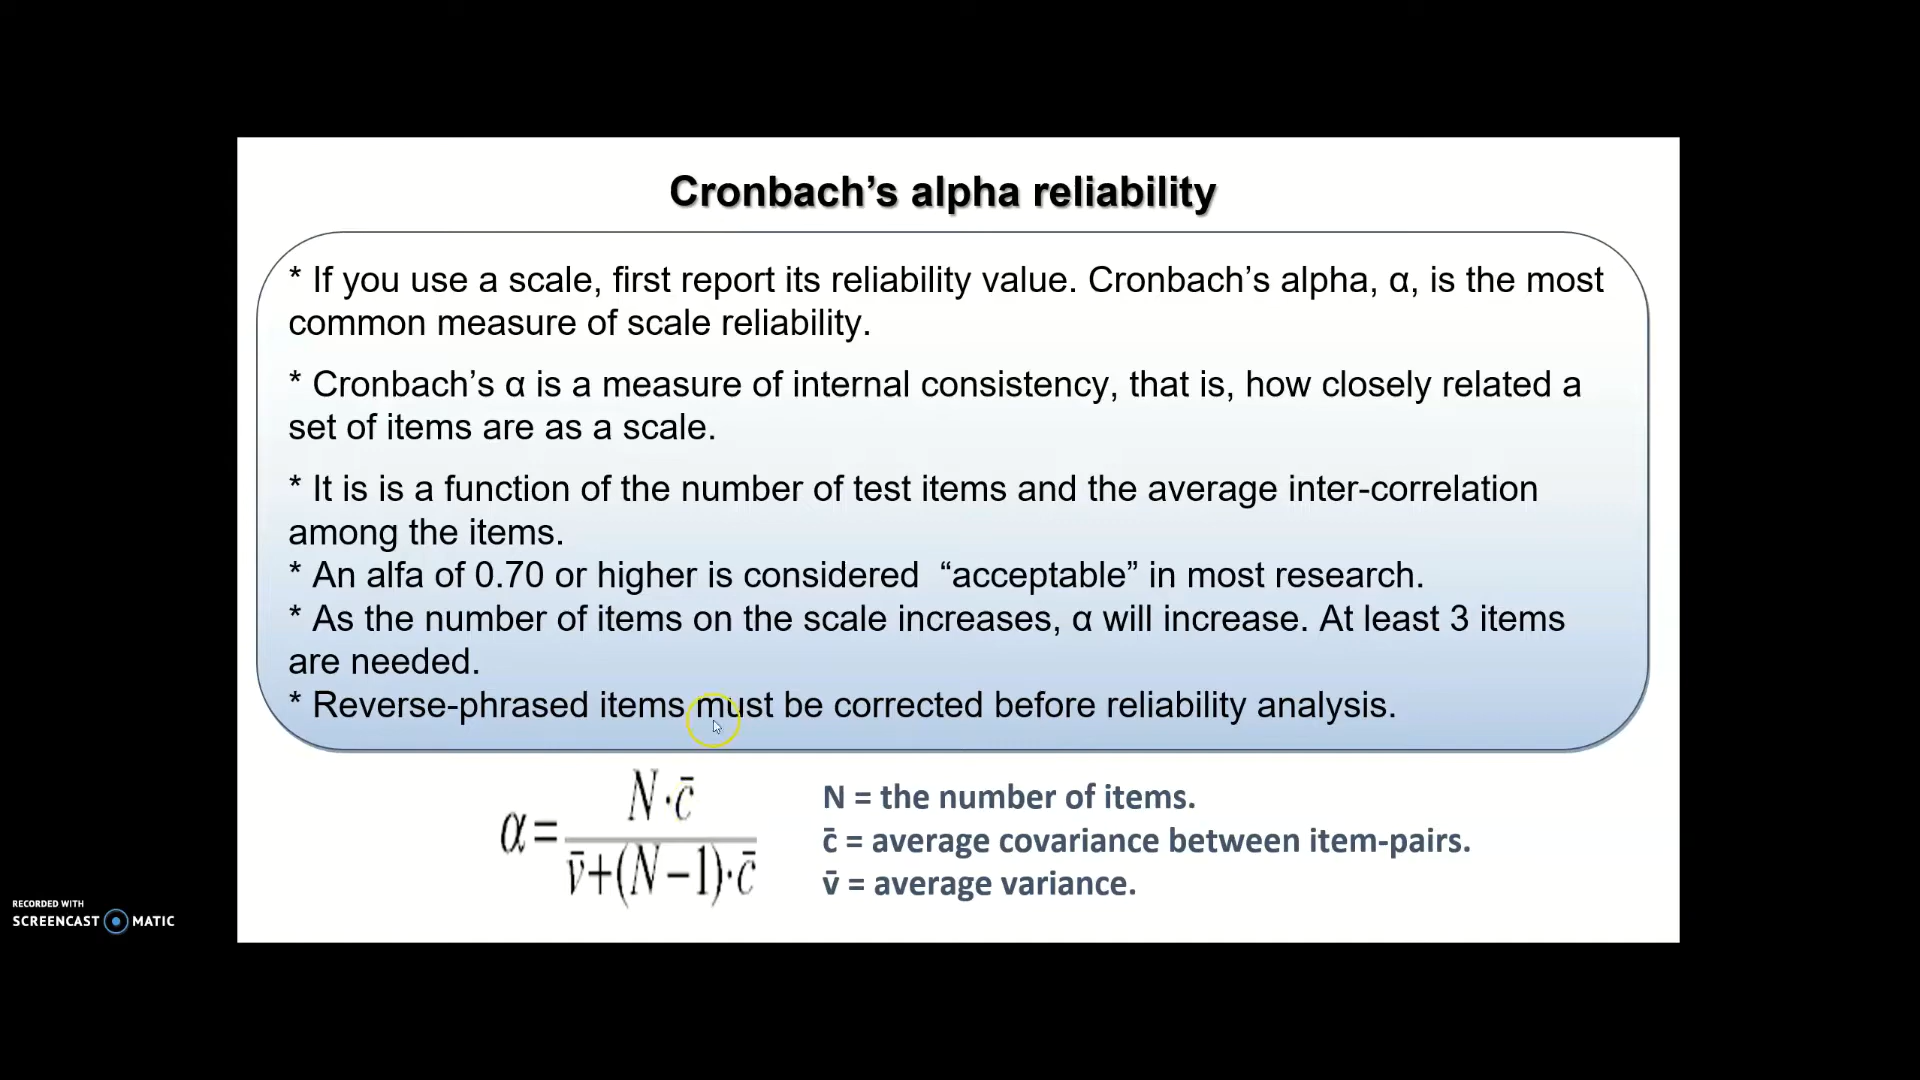 Cronbach’s alpha reliability
* If you use a scale, first report its reliability value. Cronbach’s alpha, α, is the most
common measure of scale reliability.
* Cronbach’s α is a measure of internal consistency, that is, how closely related a
set of items are as a scale.
* It is is a function of the number of test items and the average inter-correlation
among the items.
* An alfa of 0.70 or higher is considered  “acceptable” in most research.
* As the number of items on the scale increases, α will increase. At least 3 items
are needed.
* Reverse-phrased items must be corrected before reliability analysis.
N·c̄
α=
v̄+(N−1)·c̄
N = the number of items.
c̄ = average covariance between item-pairs.
v̄ = average variance.
RECORDED WITH
SCREENCAST MATIC